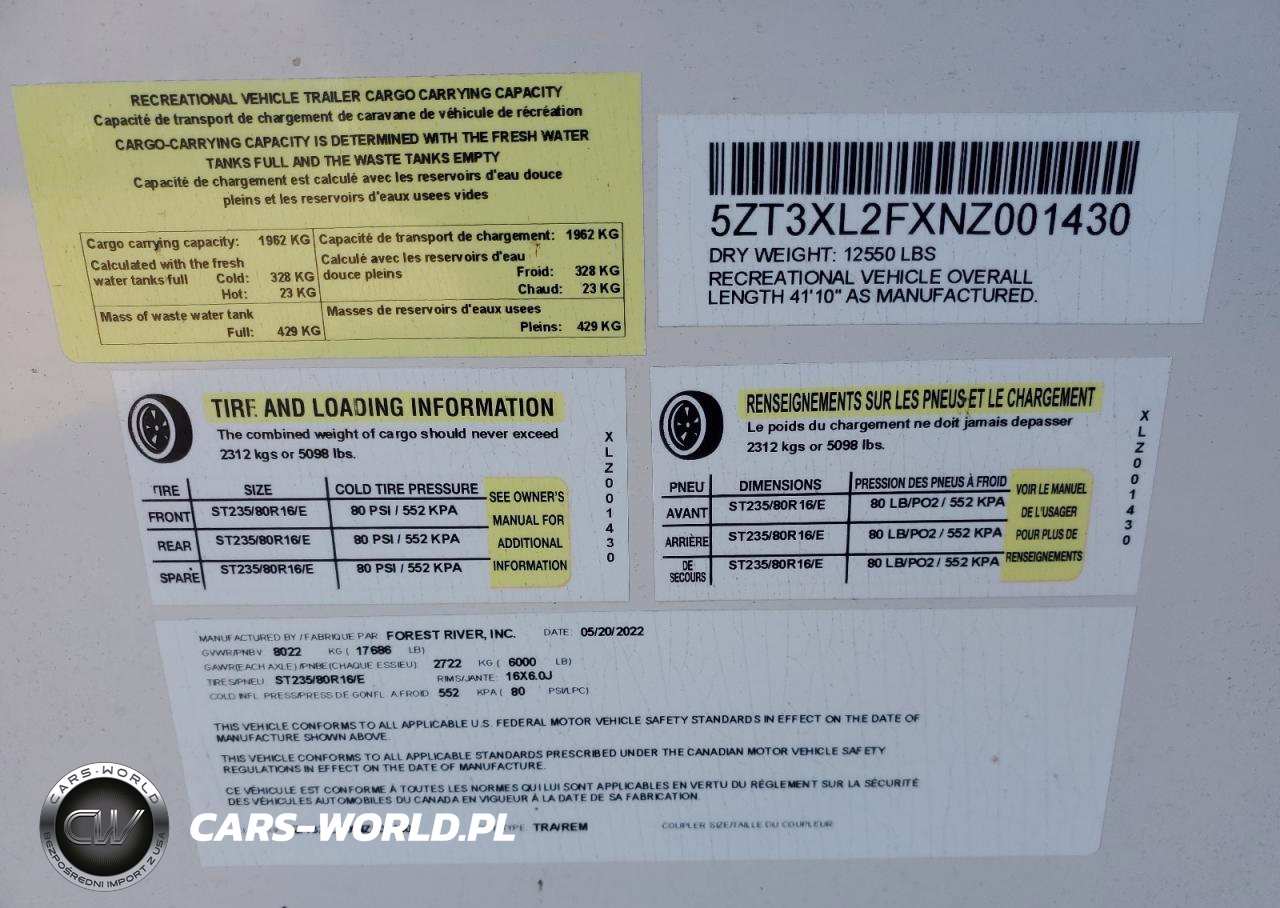 RECREATIONAL VEHICLE TRAILER CARGO CARRYING CAPACITY
Capacité de transport de chargement de caravane de véhicule de récréation
CARGO-CARRYING CAPACITY IS DETERMINED WITH THE FRESH WATER
TANKS FULL AND THE WASTE TANKS EMPTY
Capacité de chargement est calculé avec les reservoirs d'eau douce
pleins et les reservoirs d'eaux usees vides
Cargo carrying capacity: 1962 KG
Calculated with the fresh
water tanks full Cold: 328 KG
Hot: 23 KG
Mass of waste water tank
Full: 429 KG
Capacité de transport de chargement: 1962 KG
Calculé avec les reservoirs d'eau
douce pleins Froid: 328 KG
Chaud: 23 KG
Masses de reservoirs d'eaux usees
Pleins: 429 KG
5ZT3XL2FXNZ001430
DRY WEIGHT: 12550 LBS
RECREATIONAL VEHICLE OVERALL
LENGTH 41'10" AS MANUFACTURED.
TIRE AND LOADING INFORMATION
The combined weight of cargo should never exceed
2312 kgs or 5098 lbs.
TIRE SIZE COLD TIRE PRESSURE
FRONT ST235/80R16/E 80 PSI / 552 KPA
REAR ST235/80R16/E 80 PSI / 552 KPA
SPARE ST235/80R16/E 80 PSI / 552 KPA
SEE OWNER'S
MANUAL FOR
ADDITIONAL
INFORMATION
XLZ001430
RENSEIGNEMENTS SUR LES PNEUS ET LE CHARGEMENT
Le poids du chargement ne doit jamais depasser
2312 kgs or 5098 lbs.
PNEU DIMENSIONS PRESSION DES PNEUS À FROID
AVANT ST235/80R16/E 80 LB/PO2 / 552 KPA
ARRIÈRE ST235/80R16/E 80 LB/PO2 / 552 KPA
DE SECOURS ST235/80R16/E 80 LB/PO2 / 552 KPA
VOIR LE MANUEL
DE L'USAGER
POUR PLUS DE
RENSEIGNEMENTS
XLZ001430
MANUFACTURED BY / FABRIQUE PAR FOREST RIVER, INC. DATE: 05/20/2022
GVWR/PNBV 8022 KG ( 17686 LB)
GAWR(EACH AXLE) /PNBE(CHAQUE ESSIEU) 2722 KG ( 6000 LB)
TIRES/PNEU ST235/80R16/E RIMS/JANTE: 16X6.0J
COLD INFL. PRESS/PRESS DE GONFL. A FROID 552 KPA ( 80 PSI/LPC)
THIS VEHICLE CONFORMS TO ALL APPLICABLE U.S. FEDERAL MOTOR VEHICLE SAFETY STANDARDS IN EFFECT ON THE DATE OF
MANUFACTURE SHOWN ABOVE.
THIS VEHICLE CONFORMS TO ALL APPLICABLE STANDARDS PRESCRIBED UNDER THE CANADIAN MOTOR VEHICLE SAFETY
REGULATIONS IN EFFECT ON THE DATE OF MANUFACTURE.
CE VÉHICULE EST CONFORME À TOUTES LES NORMES QUI LUI SONT APPLICABLES EN VERTU DU RÈGLEMENT SUR LA SÉCURITÉ
DES VÉHICULES AUTOMOBILES DU CANADA EN VIGUEUR À LA DATE DE SA FABRICATION.
TRA/REM COUPLER SIZE/TAILLE DU COUPLEUR
CARS-WORLD
CW
BEZPOŚREDNI IMPORT Z USA
CARS-WORLD.PL